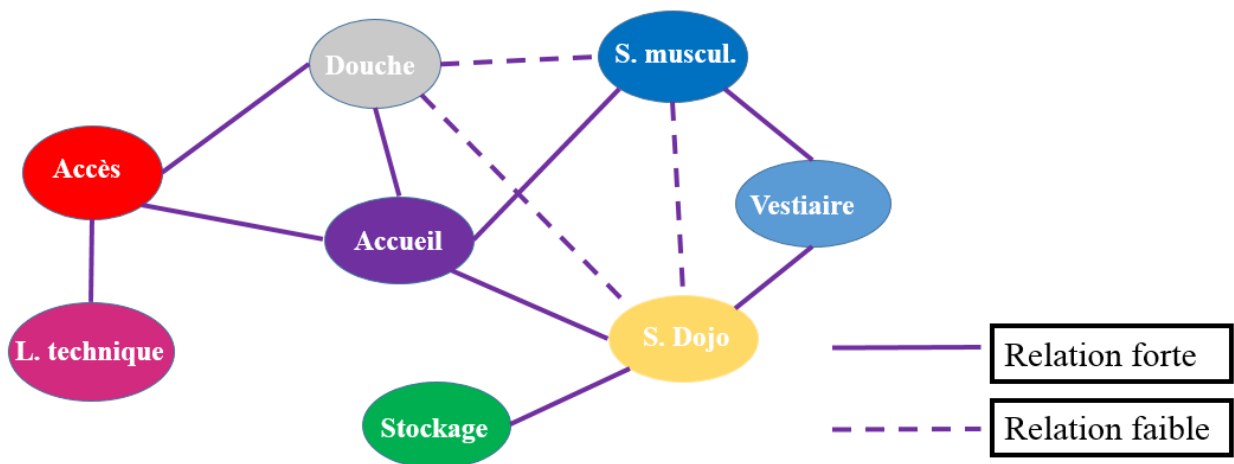 Douche
S. muscul.
Accès
Vestiaire
Accueil
L. technique
S. Dojo
Stockage
Relation forte
Relation faible